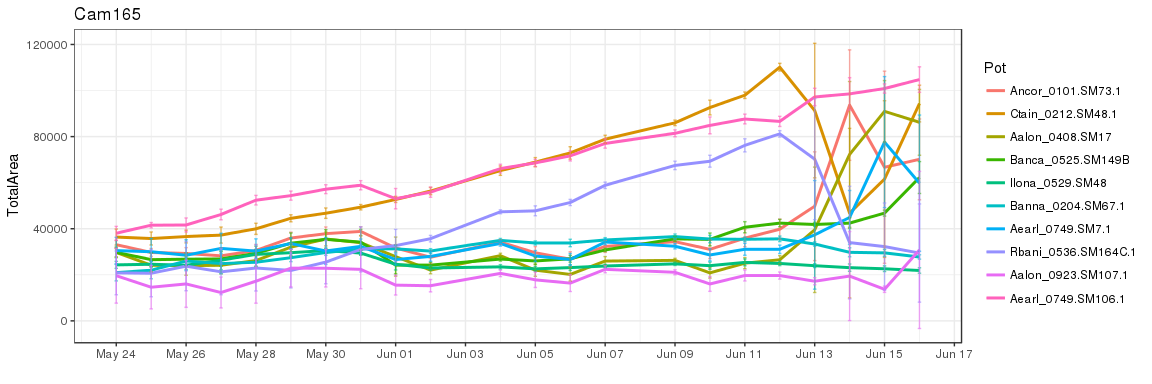 Cam165
TotalArea
120000
80000
40000
0
May 24 May 26 May 28 May 30 Jun 01 Jun 03 Jun 05 Jun 07 Jun 09 Jun 11 Jun 13 Jun 15 Jun 17
Pot
Ancor_0101.SM73.1
Ctain_0212.SM48.1
Aalon_0408.SM17
Banca_0525.SM149B
Ilona_0529.SM48
Banna_0204.SM67.1
Aearl_0749.SM7.1
Rbani_0536.SM164C.1
Aalon_0923.SM107.1
Aearl_0749.SM106.1